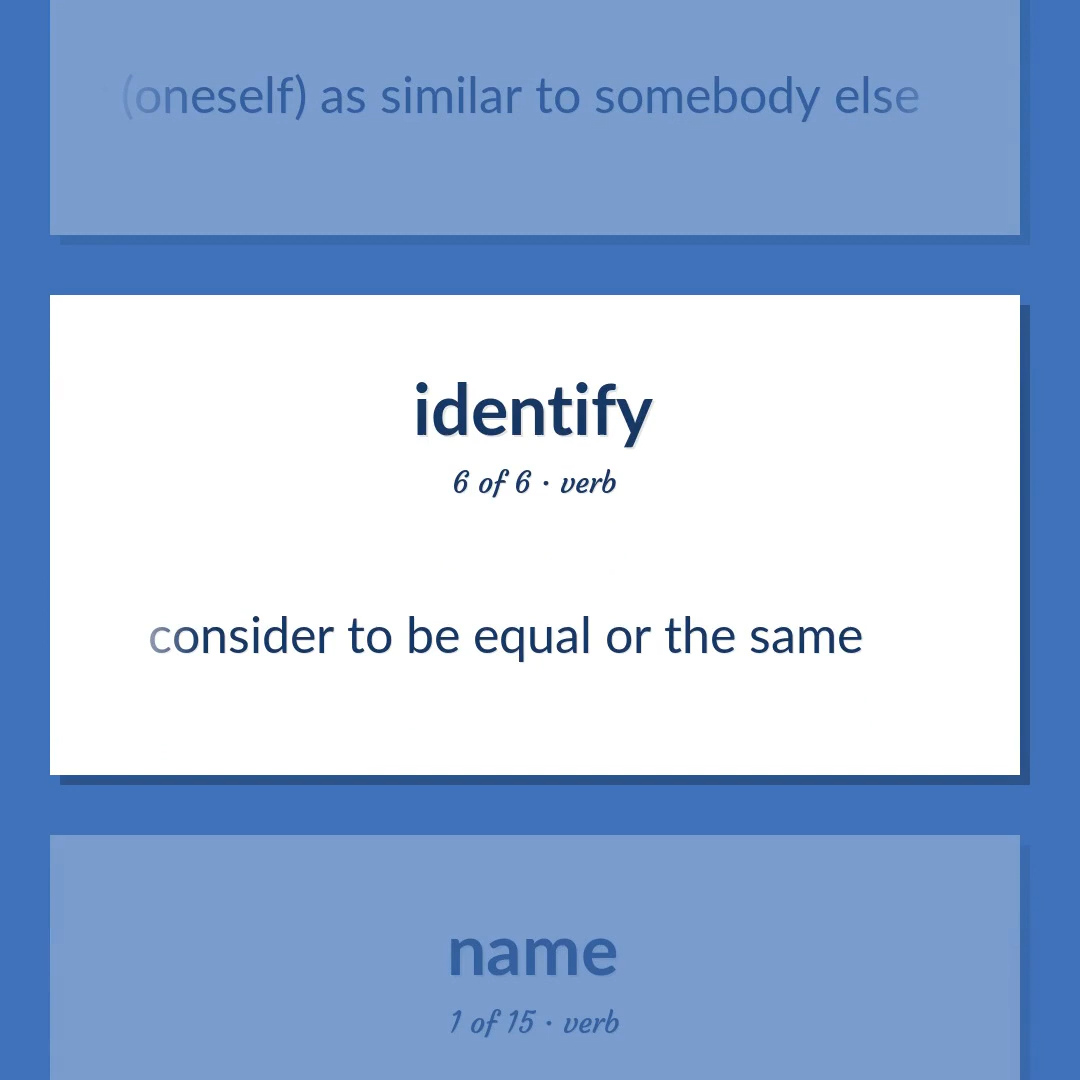 (oneself) as similar to somebody else
identify
6 of 6 · verb
consider to be equal or the same
name
1 of 15 · verb